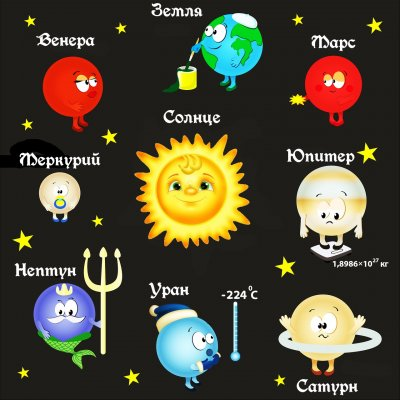 Земля
Венера
Марс
Солнце
Меркурий
Юпитер
1,8986×10²⁷ кг
Нептун
Уран
-224 °C
Сатурн